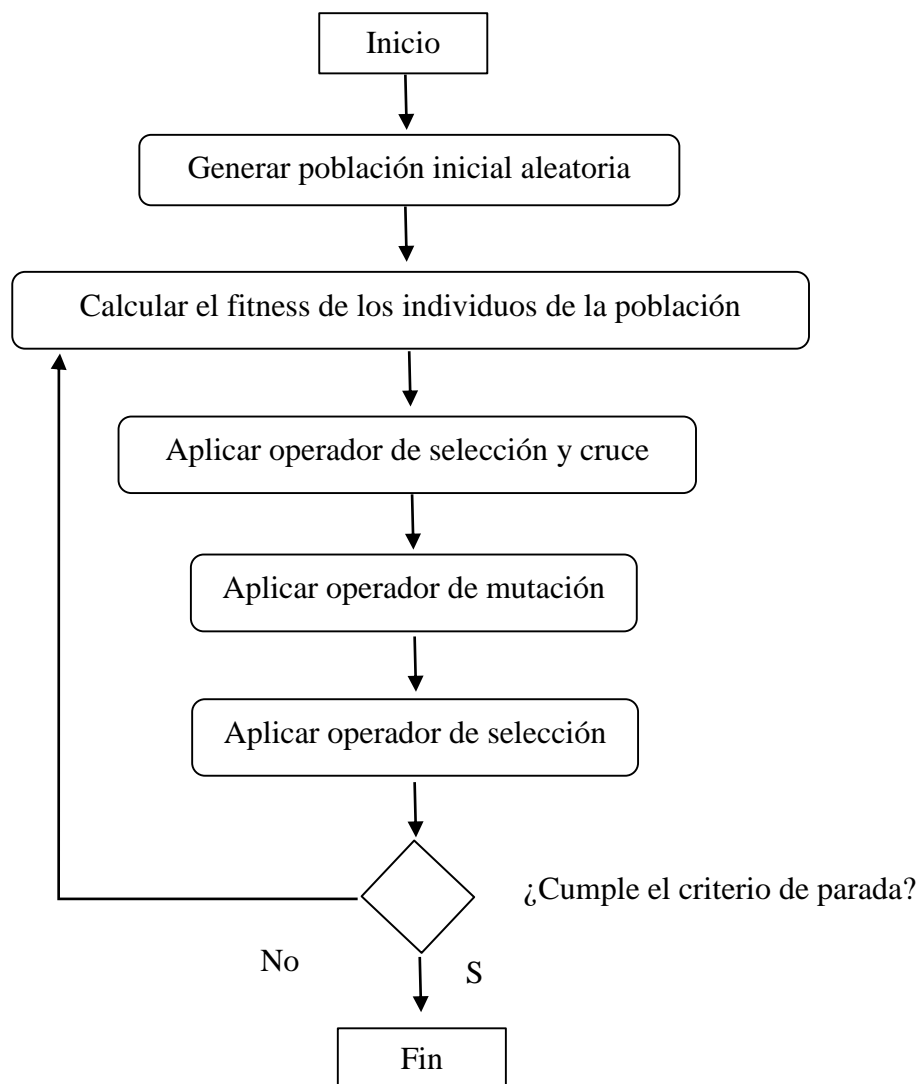 Inicio
Generar población inicial aleatoria
Calcular el fitness de los individuos de la población
Aplicar operador de selección y cruce
Aplicar operador de mutación
Aplicar operador de selección
¿Cumple el criterio de parada?
No
S
Fin